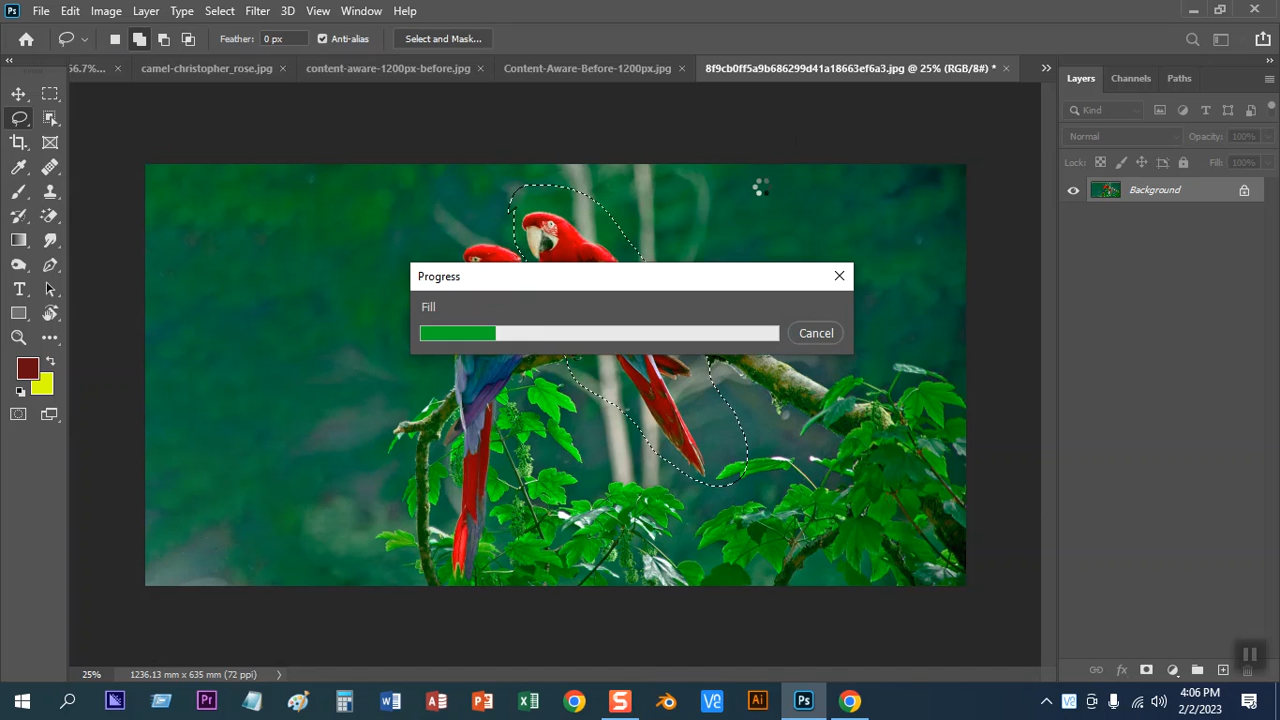 Ps File Edit Image Layer Type Select Filter 3D View Window Help
Feather: 0 px Anti-alias Select and Mask...
56.7%... camel-christopher_rose.jpg content-aware-1200px-before.jpg Content-Aware-Before-1200px.jpg 8f9cb0ff5a9b686299d41a18663ef6a3.jpg @ 25% (RGB/8#) *
Layers Channels Paths
Kind
Normal Opacity: 100%
Lock: Fill: 100%
Background
Progress
Fill
Cancel
25% 1236.13 mm x 635 mm (72 ppi)
Pr Ai Ps
4:06 PM
2/2/2023